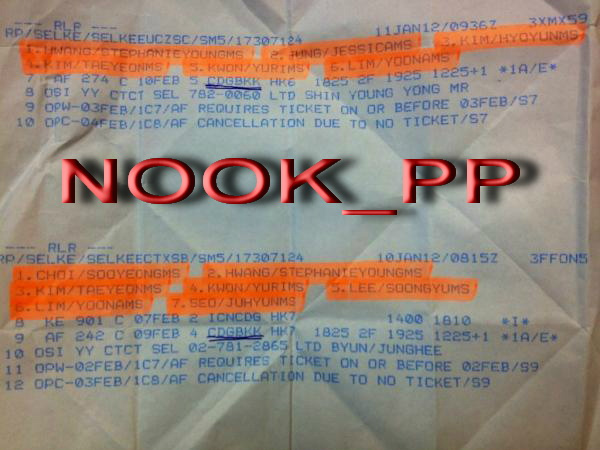 --- RLR ---
RP/SELKE/SELKEEUCZSC/SM5/17307124 11JAN12/0936Z 3XMX59
1.HWANG/STEPHANIEYOUNGMS 2.JUNG/JESSICAMS 3.KIM/HYOYUNMS
4.KIM/TAEYEONMS 5.KWON/YURIMS 6.LIM/YOONAMS
7 AF 274 C 10FEB 5 CDGBKK HK6 1825 2F 1925 1225+1 *1A/E*
8 OSI YY CTCT SEL 782-0060 LTD SHIN YOUNG YONG MR
9 OPW-03FEB/1C7/AF REQUIRES TICKET ON OR BEFORE 03FEB/S7
10 OPC-04FEB/1C8/AF CANCELLATION DUE TO NO TICKET/S7
NOOK_PP
--- RLR ---
RP/SELKE/SELKEECTXSB/SM5/17307124 10JAN12/0815Z 3FFON5
1.CHOI/SOOYEONGMS 2.HWANG/STEPHANIEYOUNGMS
3.KIM/TAEYEONMS 4.KWON/YURIMS 5.LEE/SOONGYUMS
6.LIM/YOONAMS 7.SEO/JUHYUNMS
8 KE 901 C 07FEB 2 ICNCDG HK7 1400 1810 *I*
9 AF 242 C 09FEB 4 CDGBKK HK7 1825 2F 1925 1225+1 *1A/E*
10 OSI YY CTCT SEL 02-781-2865 LTD BYUN/JUNGHEE
11 OPW-02FEB/1C7/AF REQUIRES TICKET ON OR BEFORE 02FEB/S9
12 OPC-03FEB/1C8/AF CANCELLATION DUE TO NO TICKET/S9